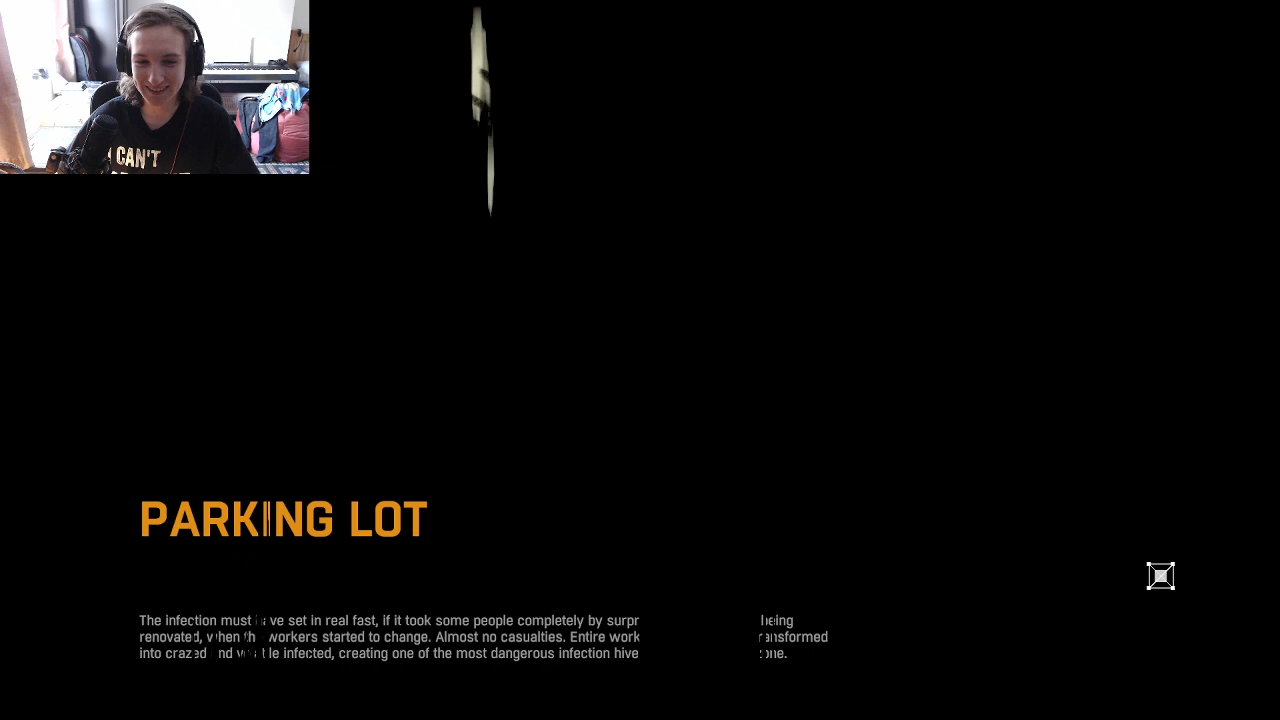 I CAN'T
PARKING LOT
The infection must ve set in real fast, if it took some people completely by surpr being
renovated, when th workers started to change. Almost no casualties. Entire work ransformed
into crazed nd v t le infected, creating one of the most dangerous infection hive zone.